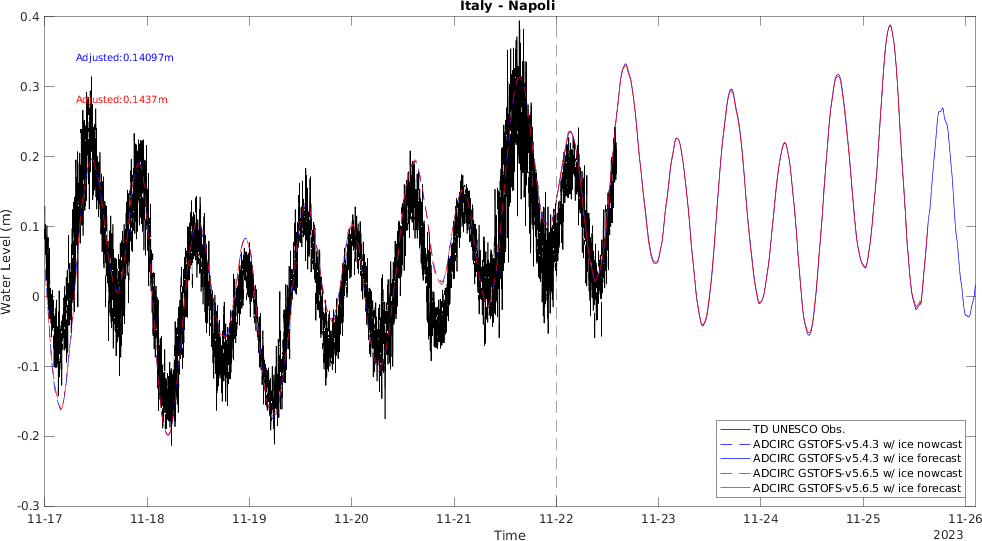 Italy - Napoli
Adjusted:0.14097m
Adjusted:0.1437m
0.4
0.3
0.2
0.1
0
-0.1
-0.2
-0.3
Water Level (m)
TD UNESCO Obs.
ADCIRC GSTOFS-v5.4.3 w/ ice nowcast
ADCIRC GSTOFS-v5.4.3 w/ ice forecast
ADCIRC GSTOFS-v5.6.5 w/ ice nowcast
ADCIRC GSTOFS-v5.6.5 w/ ice forecast
11-17 11-18 11-19 11-20 11-21 11-22 11-23 11-24 11-25 11-26
Time
2023